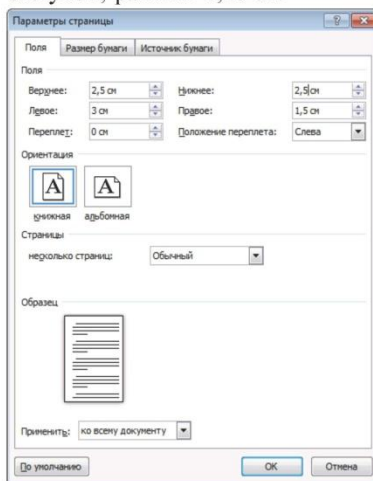 Параметры страницы
Поля Размер бумаги Источник бумаги
Поля
Верхнее: 2,5 см Нижнее: 2,5 см
Левое: 3 см Правое: 1,5 см
Переплет: 0 см Положение переплета: Слева
Ориентация
A A
книжная альбомная
Страницы
несколько страниц: Обычный
Образец
Применить: ко всему документу
По умолчанию ОК Отмена